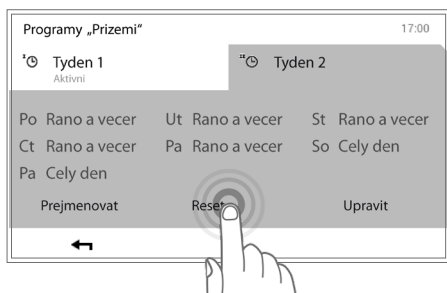 Programy „Prizemi“ 17:00
Tyden 1 Tyden 2
Aktivni
Po Rano a vecer Ut Rano a vecer St Rano a vecer
Ct Rano a vecer Pa Rano a vecer So Cely den
Pa Cely den
Prejmenovat Reset Upravit